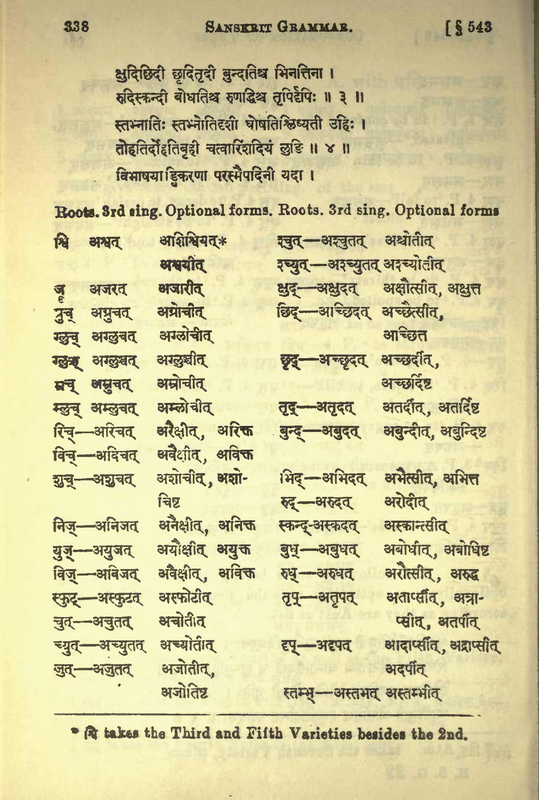 338 SANSKRIT GRAMMAR. [ § 543
क्षुदिछिदी छृदितृदी बुन्दतिश्च भिनत्तिना ।
रुदिस्कन्दी बोधतिश्च रुणद्धिश्च तृपिर्दृपिः ॥ ३ ॥
स्तभ्नातिः स्तभ्नोतिदृशी घोषतिश्लिष्यती उहिः ।
तोहतिर्दोहतिबृही चत्वारिंशदियं लुङि ॥ ४ ॥
विभाषयाङ्विकरणा परस्मैपदिनी यदा ।
Roots. 3rd sing. Optional forms. Roots. 3rd sing. Optional forms
श्वि अश्वत् अशिश्वियत्* श्चुत्—अश्चुतत् अश्चोतीत्
अश्वयीत् श्च्युत्—अश्च्युतत् अश्च्योतीत्
जॄ अजरत् अजारीत् क्षुद्—अक्षुदत् अक्षौत्सीत्, अक्षुत्त
म्रुच् अम्रुचत् अम्रोचीत् छिद्—आच्छिदत् अच्छैत्सीत्,
ग्लुच् अग्लुचत् अग्लोचीत् आच्छित्त
ग्लुञ्च् अग्लुञ्चत् अग्लुञ्चीत् छृद्—अच्छृदत् अच्छर्दीत्,
अम्रुचत् अम्रोचीत् अच्छर्दिष्ट
म्लुच् अम्लुचत् अम्लोचीत् तृद्—अतृदत् अतर्दीत्, अतर्दिष्ट
रिच्—अरिचत् अरैक्षीत्, अरिक्त बुन्द्—अबुदत् अबुन्दीत्, अबुन्दिष्ट
विच्—अविचत् अवैक्षीत्, अविक्त
शुच्—अशुचत् अशोचीत्, अशो- भिद्—अभिदत् अभैत्सीत्, अभित्त
चिष्ट रुद्—अरुदत् अरोदीत्
निज्—अनिजत् अनैक्षीत्, अनिक्त स्कन्द्-अस्कदत् अस्कान्त्सीत्
युज्—अयुजत् अयौक्षीत् अयुक्त बुध्—अबुधत् अबोधीत्, अबोधिष्ट
विज्—अविजत् अवैक्षीत्, अविक्त रुध्—अरुधत् अरौत्सीत्, अरुद्ध
स्फुट्—अस्फुटत् अस्फोटीत् तृप्—अतृपत् अतार्प्सीत्, अत्रा-
चुत्—अचुतत् अचोतीत् प्सीत्, अतर्पीत्
च्युत्—अच्युतत् अच्योतीत् दृप्—अदृपत् आदार्प्सीत्, अद्राप्सीत्
जुत्—अजुतत् अजोतीत्, अदर्पीत्
अजोतिष्ट स्तम्भ्—अस्तभत् अस्तम्भीत्
* श्वि takes the Third and Fifth Varieties besides the 2nd.